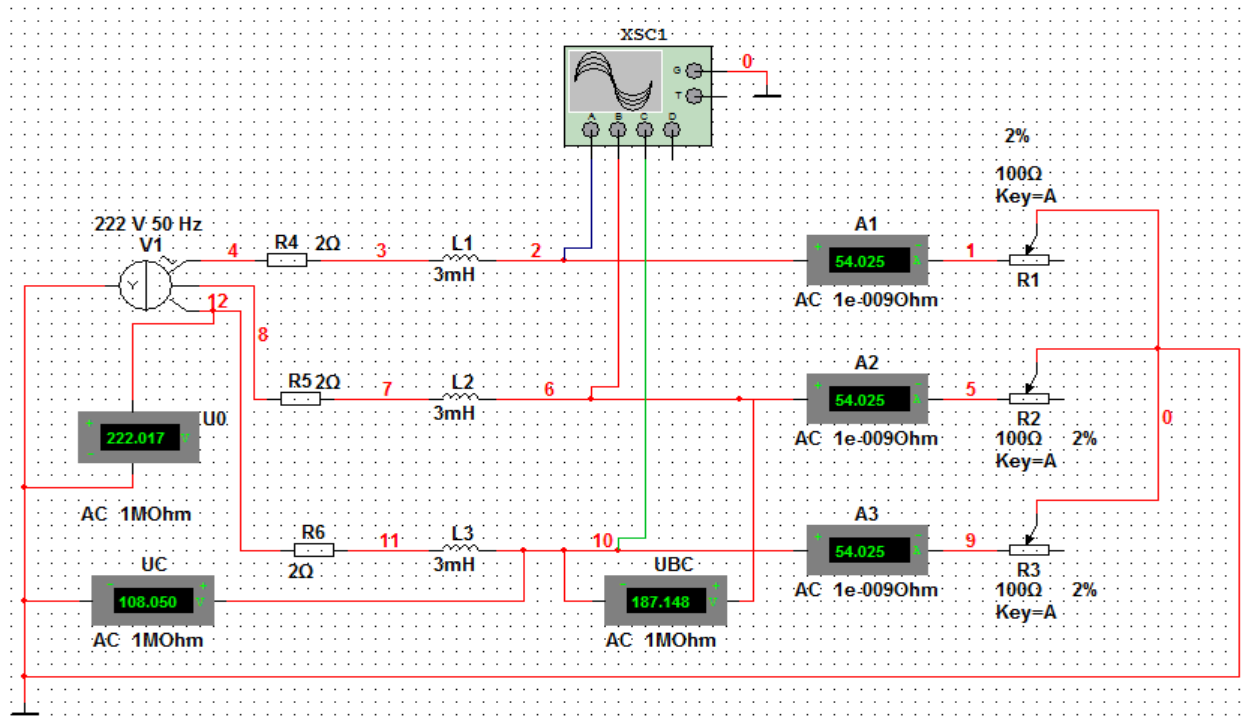 XSC1
0
G
T
A B C D
2%
100Ω
Key=A
222 V 50 Hz
V1
4
R4 2Ω
3
L1
3mH
2
A1
54.025 A
AC 1e-009Ohm
1
R1
Y
12
8
R5 2Ω
7
L2
3mH
6
A2
54.025 A
AC 1e-009Ohm
5
R2
100Ω 2%
Key=A
0
U0
222.017 V
AC 1MOhm
R6
2Ω
11
L3
3mH
10
A3
54.025 A
AC 1e-009Ohm
9
R3
100Ω 2%
Key=A
UC
108.050 V
AC 1MOhm
UBC
187.148 V
AC 1MOhm